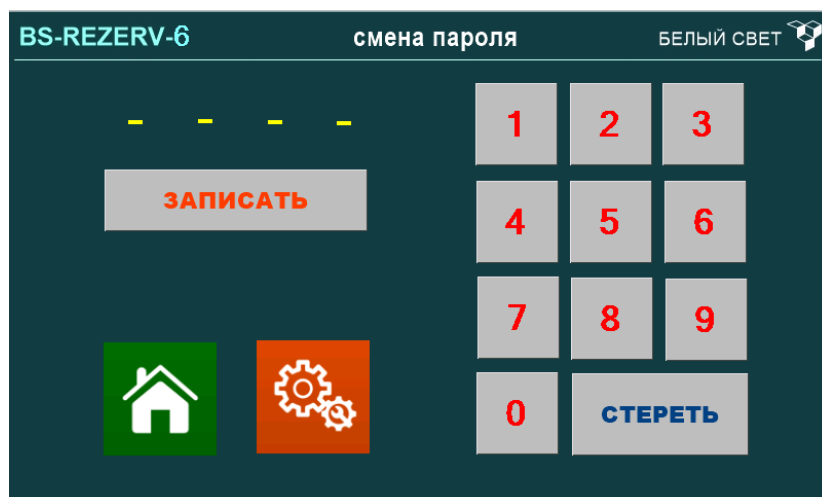 BS-REZERV-6 смена пароля БЕЛЫЙ СВЕТ
- - - -
ЗАПИСАТЬ
1 2 3
4 5 6
7 8 9
0 СТЕРЕТЬ